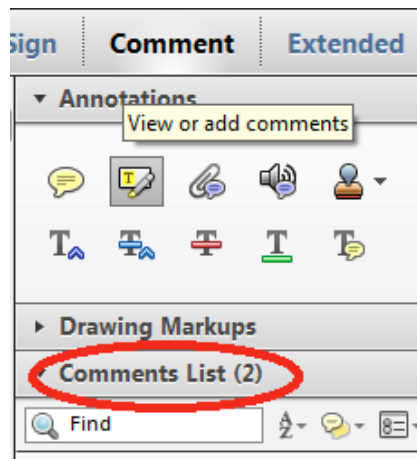 Sign Comment Extended
Annotations
View or add comments
Drawing Markups
Comments List (2)
Find